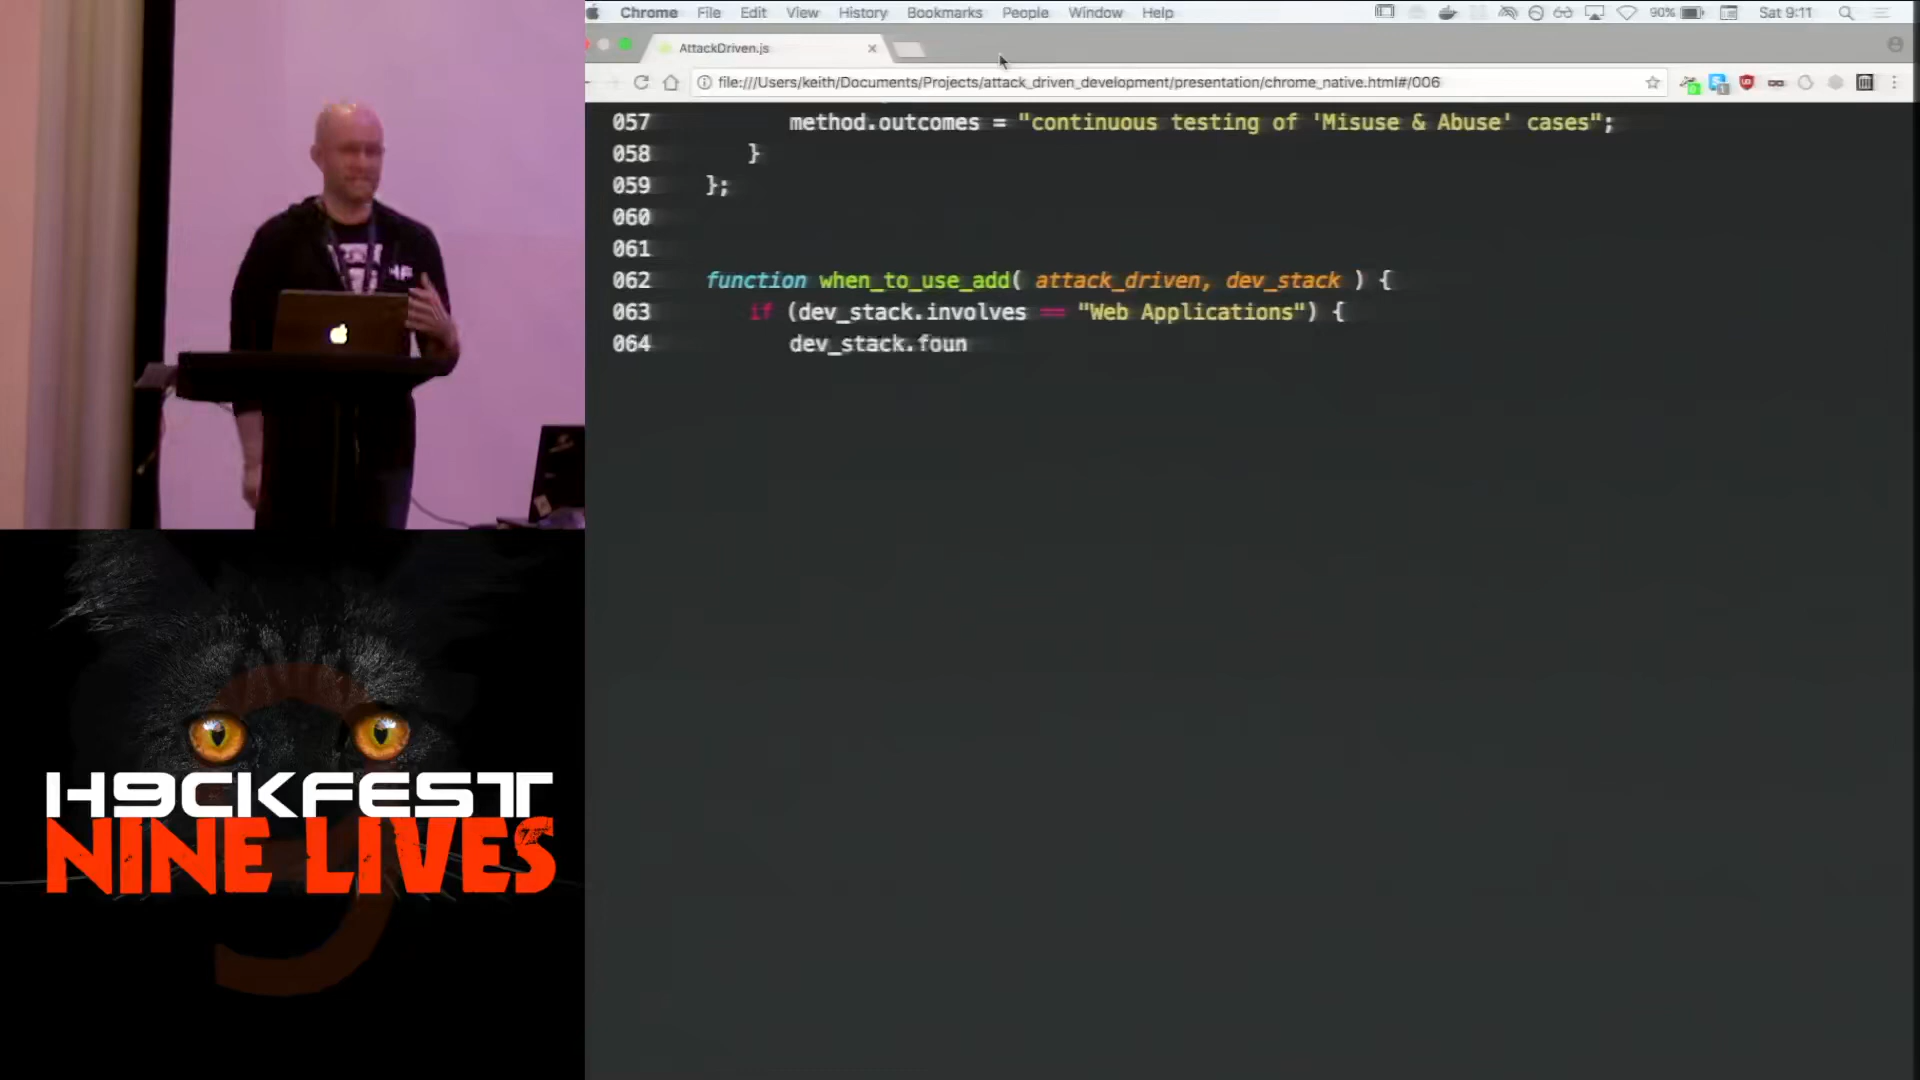 Chrome File Edit View History Bookmarks People Window Help 90% Sat 9:11
AttackDriven.js
file:///Users/keith/Documents/Projects/attack_driven_development/presentation/chrome_native.html#/006
057 method.outcomes = "continuous testing of 'Misuse & Abuse' cases";
058 }
059 };
060
061
062 function when_to_use_add( attack_driven, dev_stack ) {
063 if (dev_stack.involves == "Web Applications") {
064 dev_stack.foun
H9CKFEST
NINE LIVES